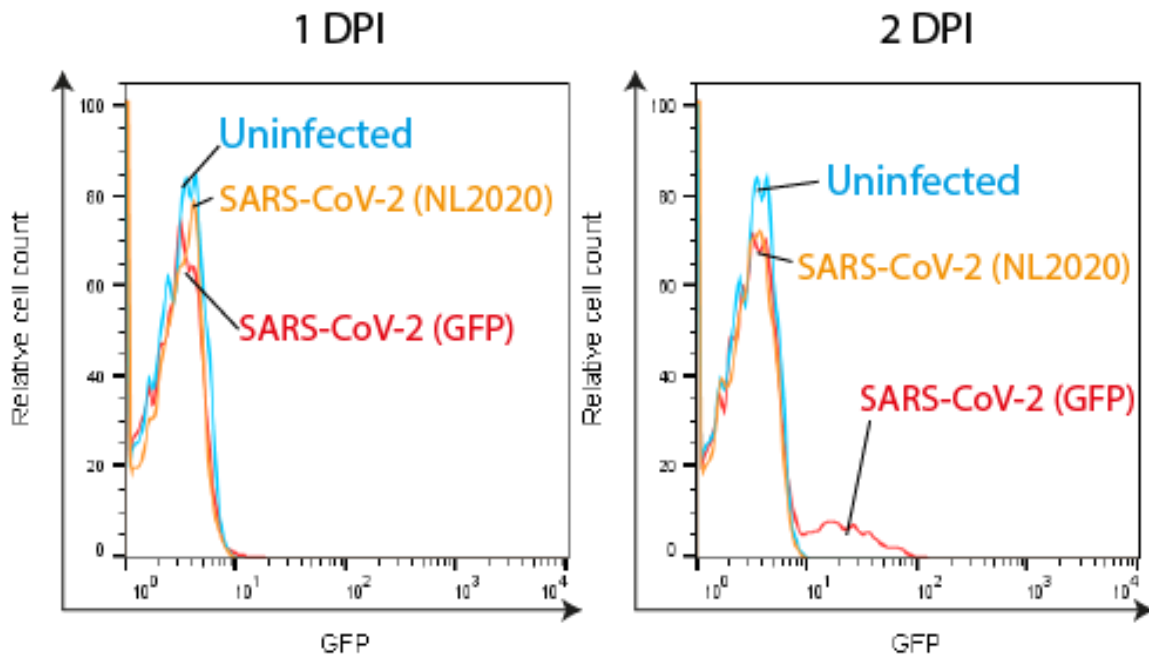 1 DPI
2 DPI
Relative cell count
100
80
60
40
20
0
Uninfected
SARS-CoV-2 (NL2020)
SARS-CoV-2 (GFP)
10⁰ 10¹ 10² 10³ 10⁴
GFP
Relative cell count
100
80
60
40
20
0
Uninfected
SARS-CoV-2 (NL2020)
SARS-CoV-2 (GFP)
10⁰ 10¹ 10² 10³ 10⁴
GFP